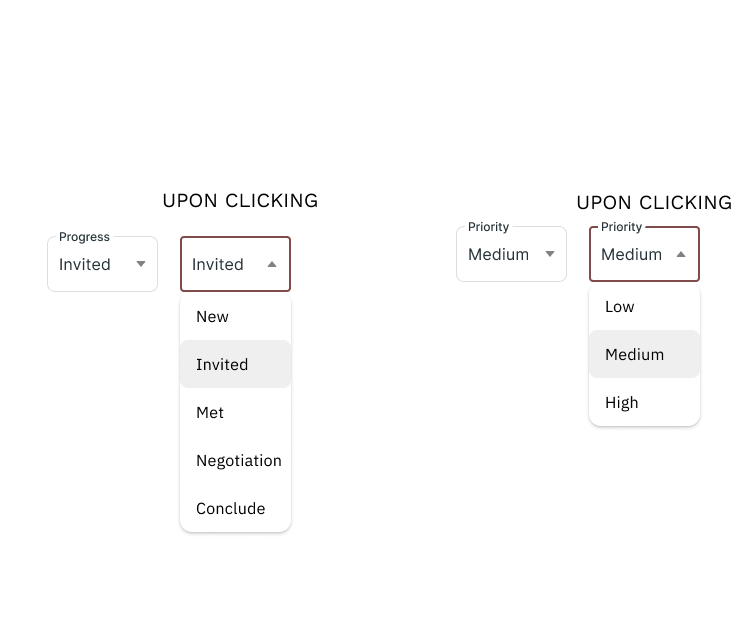 UPON CLICKING
Progress
Invited
Invited
New
Invited
Met
Negotiation
Conclude
UPON CLICKING
Priority
Medium
Priority
Medium
Low
Medium
High